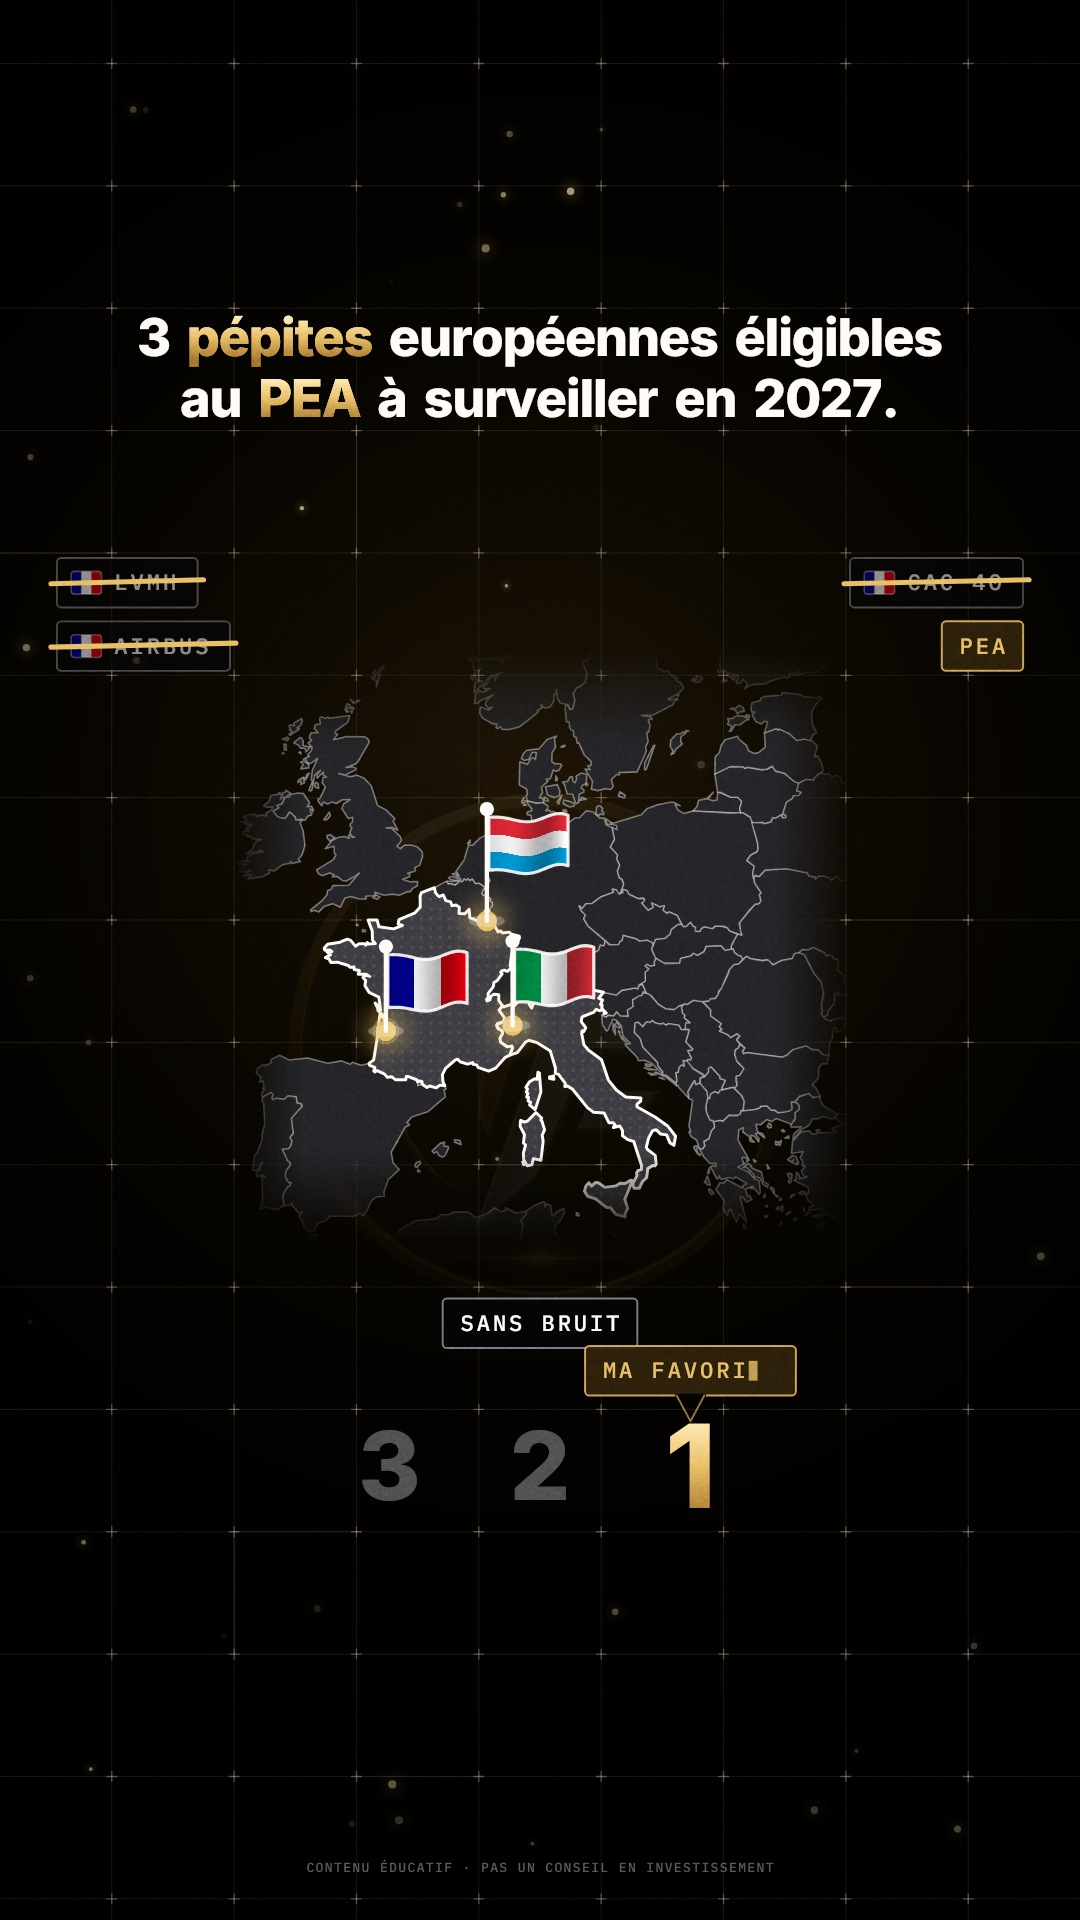 3 pépites européennes éligibles
au PEA à surveiller en 2027.
LVMH
CAC 40
AIRBUS
PEA
SANS BRUIT
MA FAVORI
3 2 1
CONTENU ÉDUCATIF · PAS UN CONSEIL EN INVESTISSEMENT